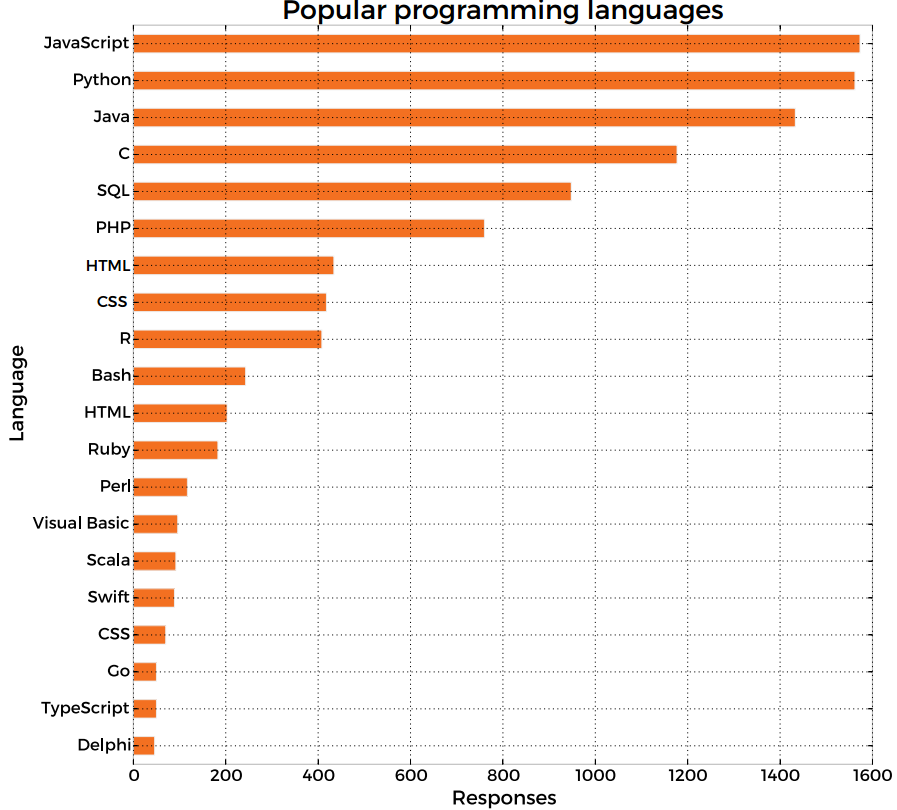 Popular programming languages
JavaScript
Python
Java
C
SQL
PHP
HTML
CSS
R
Bash
HTML
Ruby
Perl
Visual Basic
Scala
Swift
CSS
Go
TypeScript
Delphi
Language
0 200 400 600 800 1000 1200 1400 1600
Responses